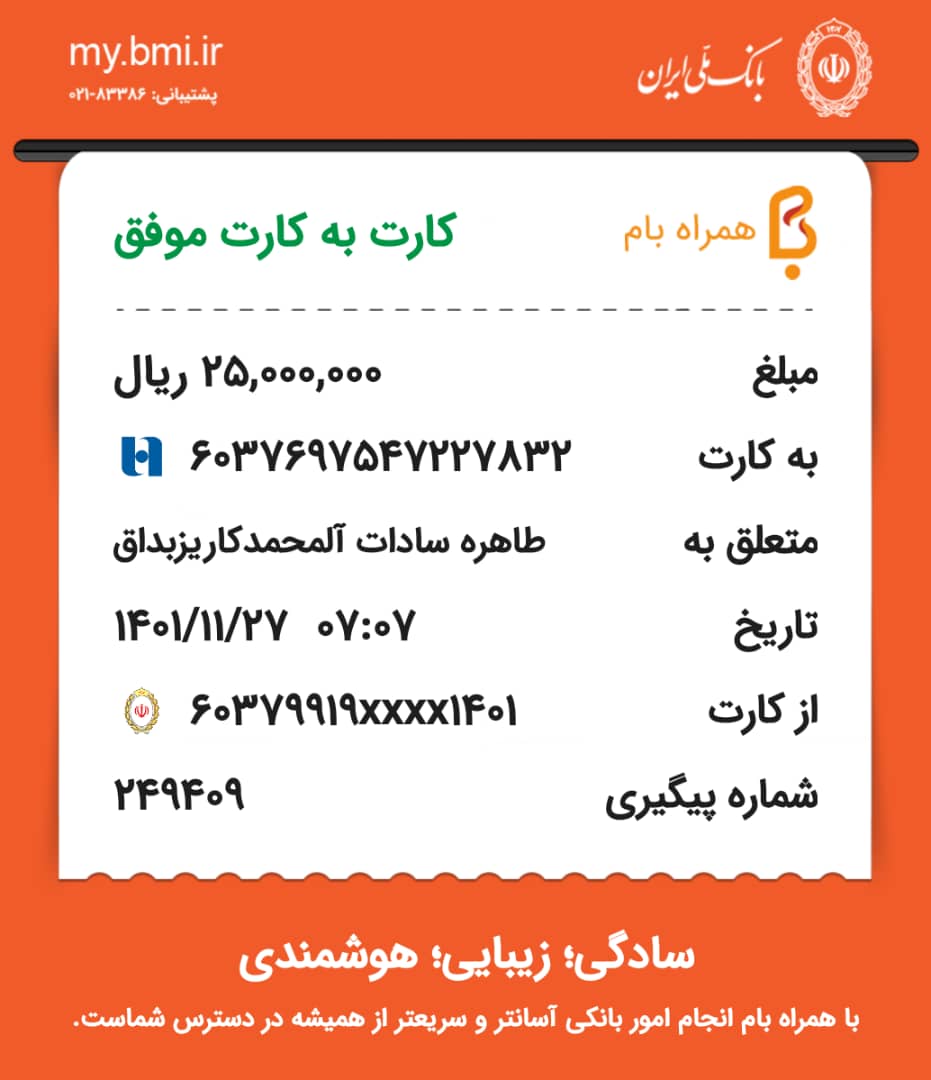 my.bmi.ir
بانک ملّی ایران
پشتیبانی: ۸۳۳۸۶-۰۲۱
همراه بام
کارت به کارت موفق
مبلغ ۲۵,۰۰۰,۰۰۰ ریال
به کارت ۶۰۳۷۶۹۷۵۴۷۲۲۷۸۳۲
متعلق به طاهره سادات آلمحمدکاریزبداق
تاریخ ۱۴۰۱/۱۱/۲۷ ۰۷:۰۷
از کارت ۶۰۳۷۹۹۱۹xxxx۱۴۰۱
شماره پیگیری ۲۴۹۴۰۹
سادگی؛ زیبایی؛ هوشمندی
با همراه بام انجام امور بانکی آسانتر و سریعتر از همیشه در دسترس شماست.